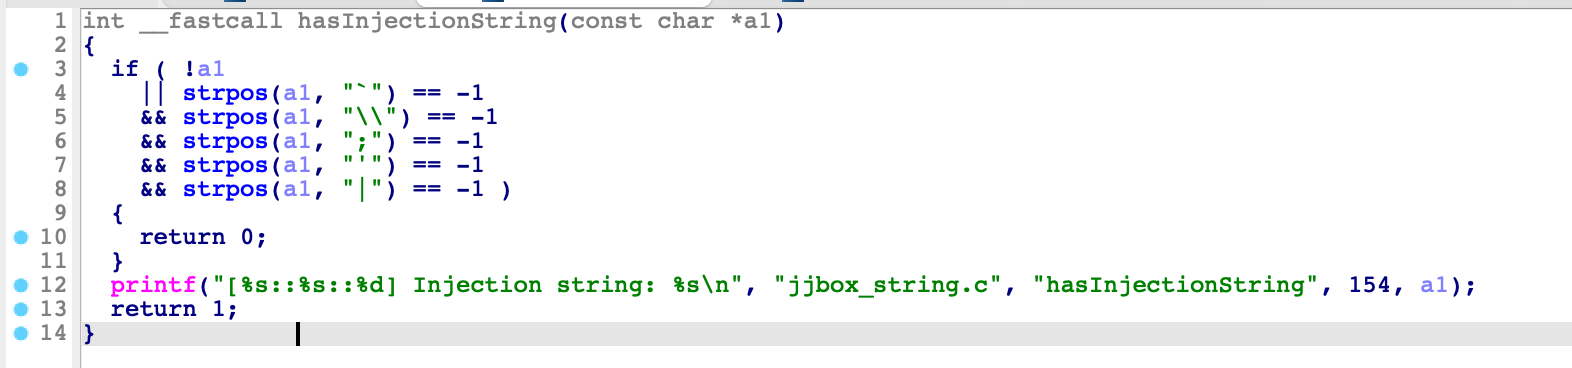 1 int __fastcall hasInjectionString(const char *a1)
2 {
3   if ( !a1
4     || strpos(a1, "`") == -1
5     && strpos(a1, "\\") == -1
6     && strpos(a1, ";") == -1
7     && strpos(a1, "'") == -1
8     && strpos(a1, "|") == -1 )
9   {
10     return 0;
11   }
12   printf("[%s::%s::%d] Injection string: %s\n", "jjbox_string.c", "hasInjectionString", 154, a1);
13   return 1;
14 }